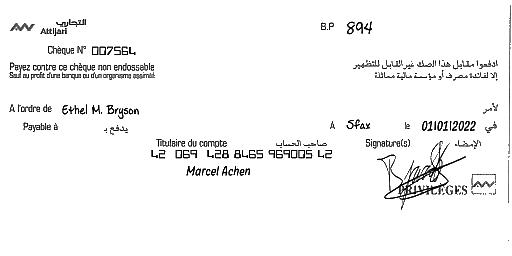 التجاري
Attijari
B.P 894
Chèque N° 007564
Payez contre ce chèque non endossable
ادفعوا مقابل هذا الصك غير القابل للتظهير
Sauf au profit d'une banque ou d'un organisme assimilé
إلا لفائدة مصرف أو مؤسسة مالية مماثلة
A l'ordre de Ethel M. Bryson
لأمر
Payable à يدفع بـ
A Sfax le 01/01/2022 في
Titulaire du compte صاحب الحساب
Signature(s) الإمضاء
42 069 428 8465 969005 42
Marcel Achen
PRIVILEGES